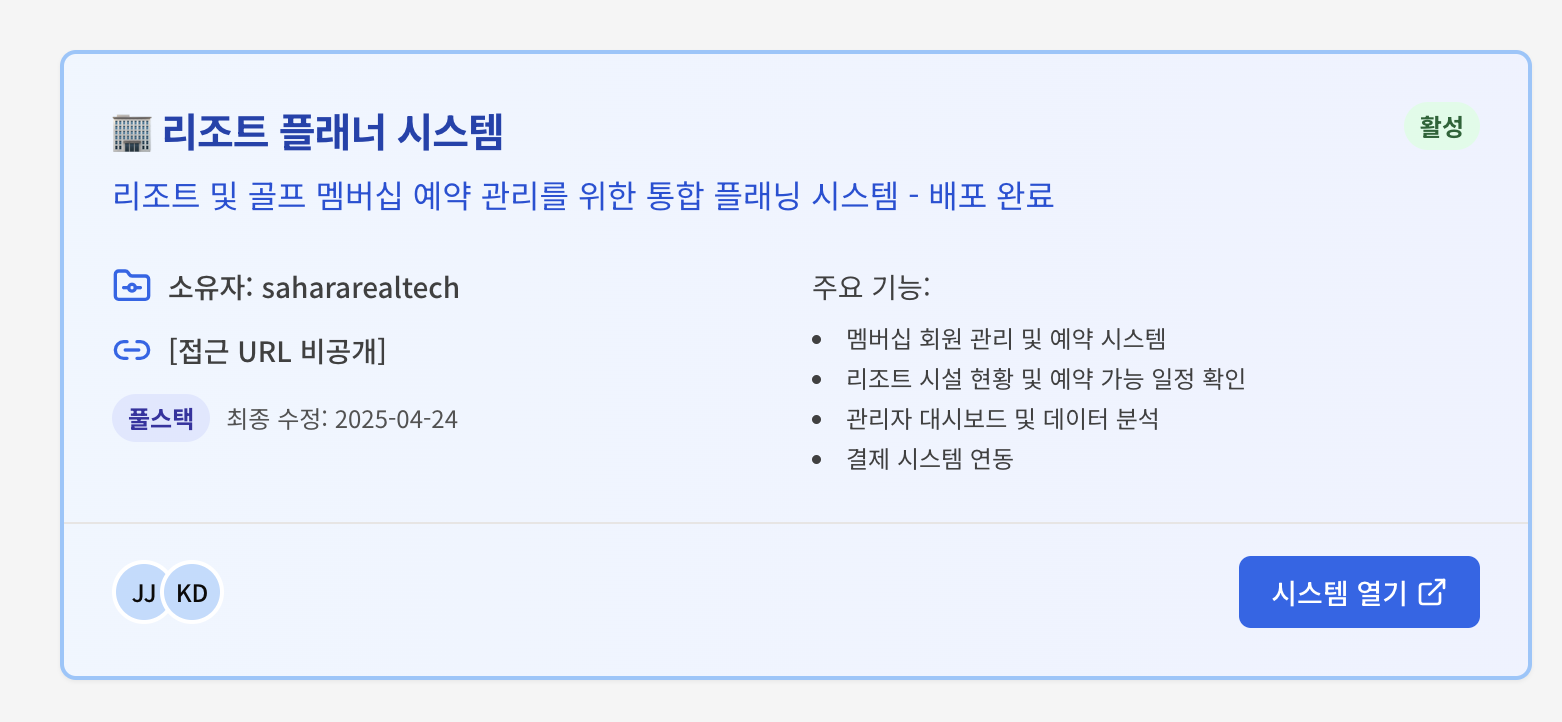 리조트 플래너 시스템
활성
리조트 및 골프 멤버십 예약 관리를 위한 통합 플래닝 시스템 - 배포 완료
소유자: sahararealtech
[접근 URL 비공개]
풀스택 최종 수정: 2025-04-24
주요 기능:
• 멤버십 회원 관리 및 예약 시스템
• 리조트 시설 현황 및 예약 가능 일정 확인
• 관리자 대시보드 및 데이터 분석
• 결제 시스템 연동
JJ KD
시스템 열기